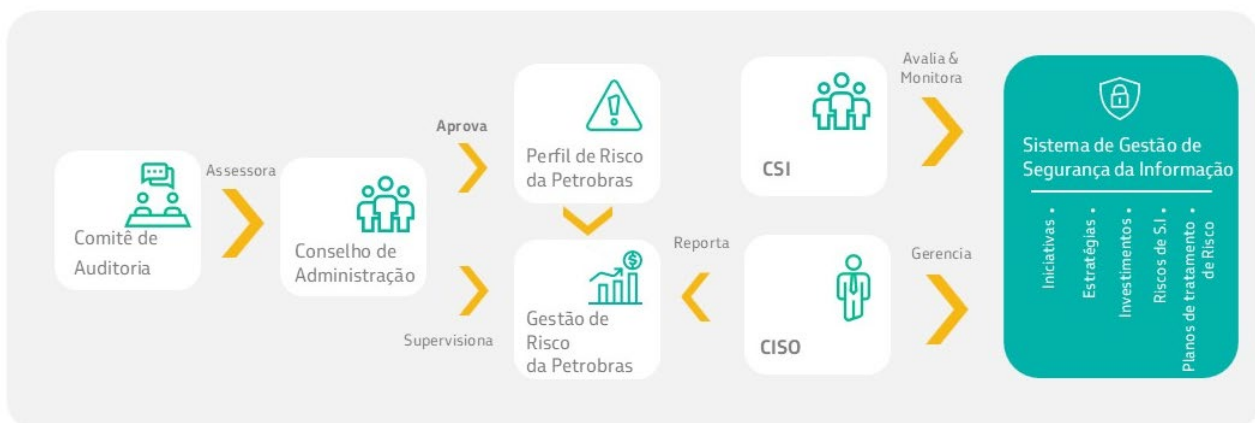 Comitê de
Auditoria
Assessora
Conselho de
Administração
Aprova
Supervisiona
Perfil de Risco
da Petrobras
Gestão de
Risco
da Petrobras
Reporta
CSI
CISO
Avalia &
Monitora
Gerencia
Sistema de Gestão de
Segurança da Informação
Iniciativas •
Estratégias •
Investimentos •
Riscos de S.I •
Planos de tratamento •
de Risco